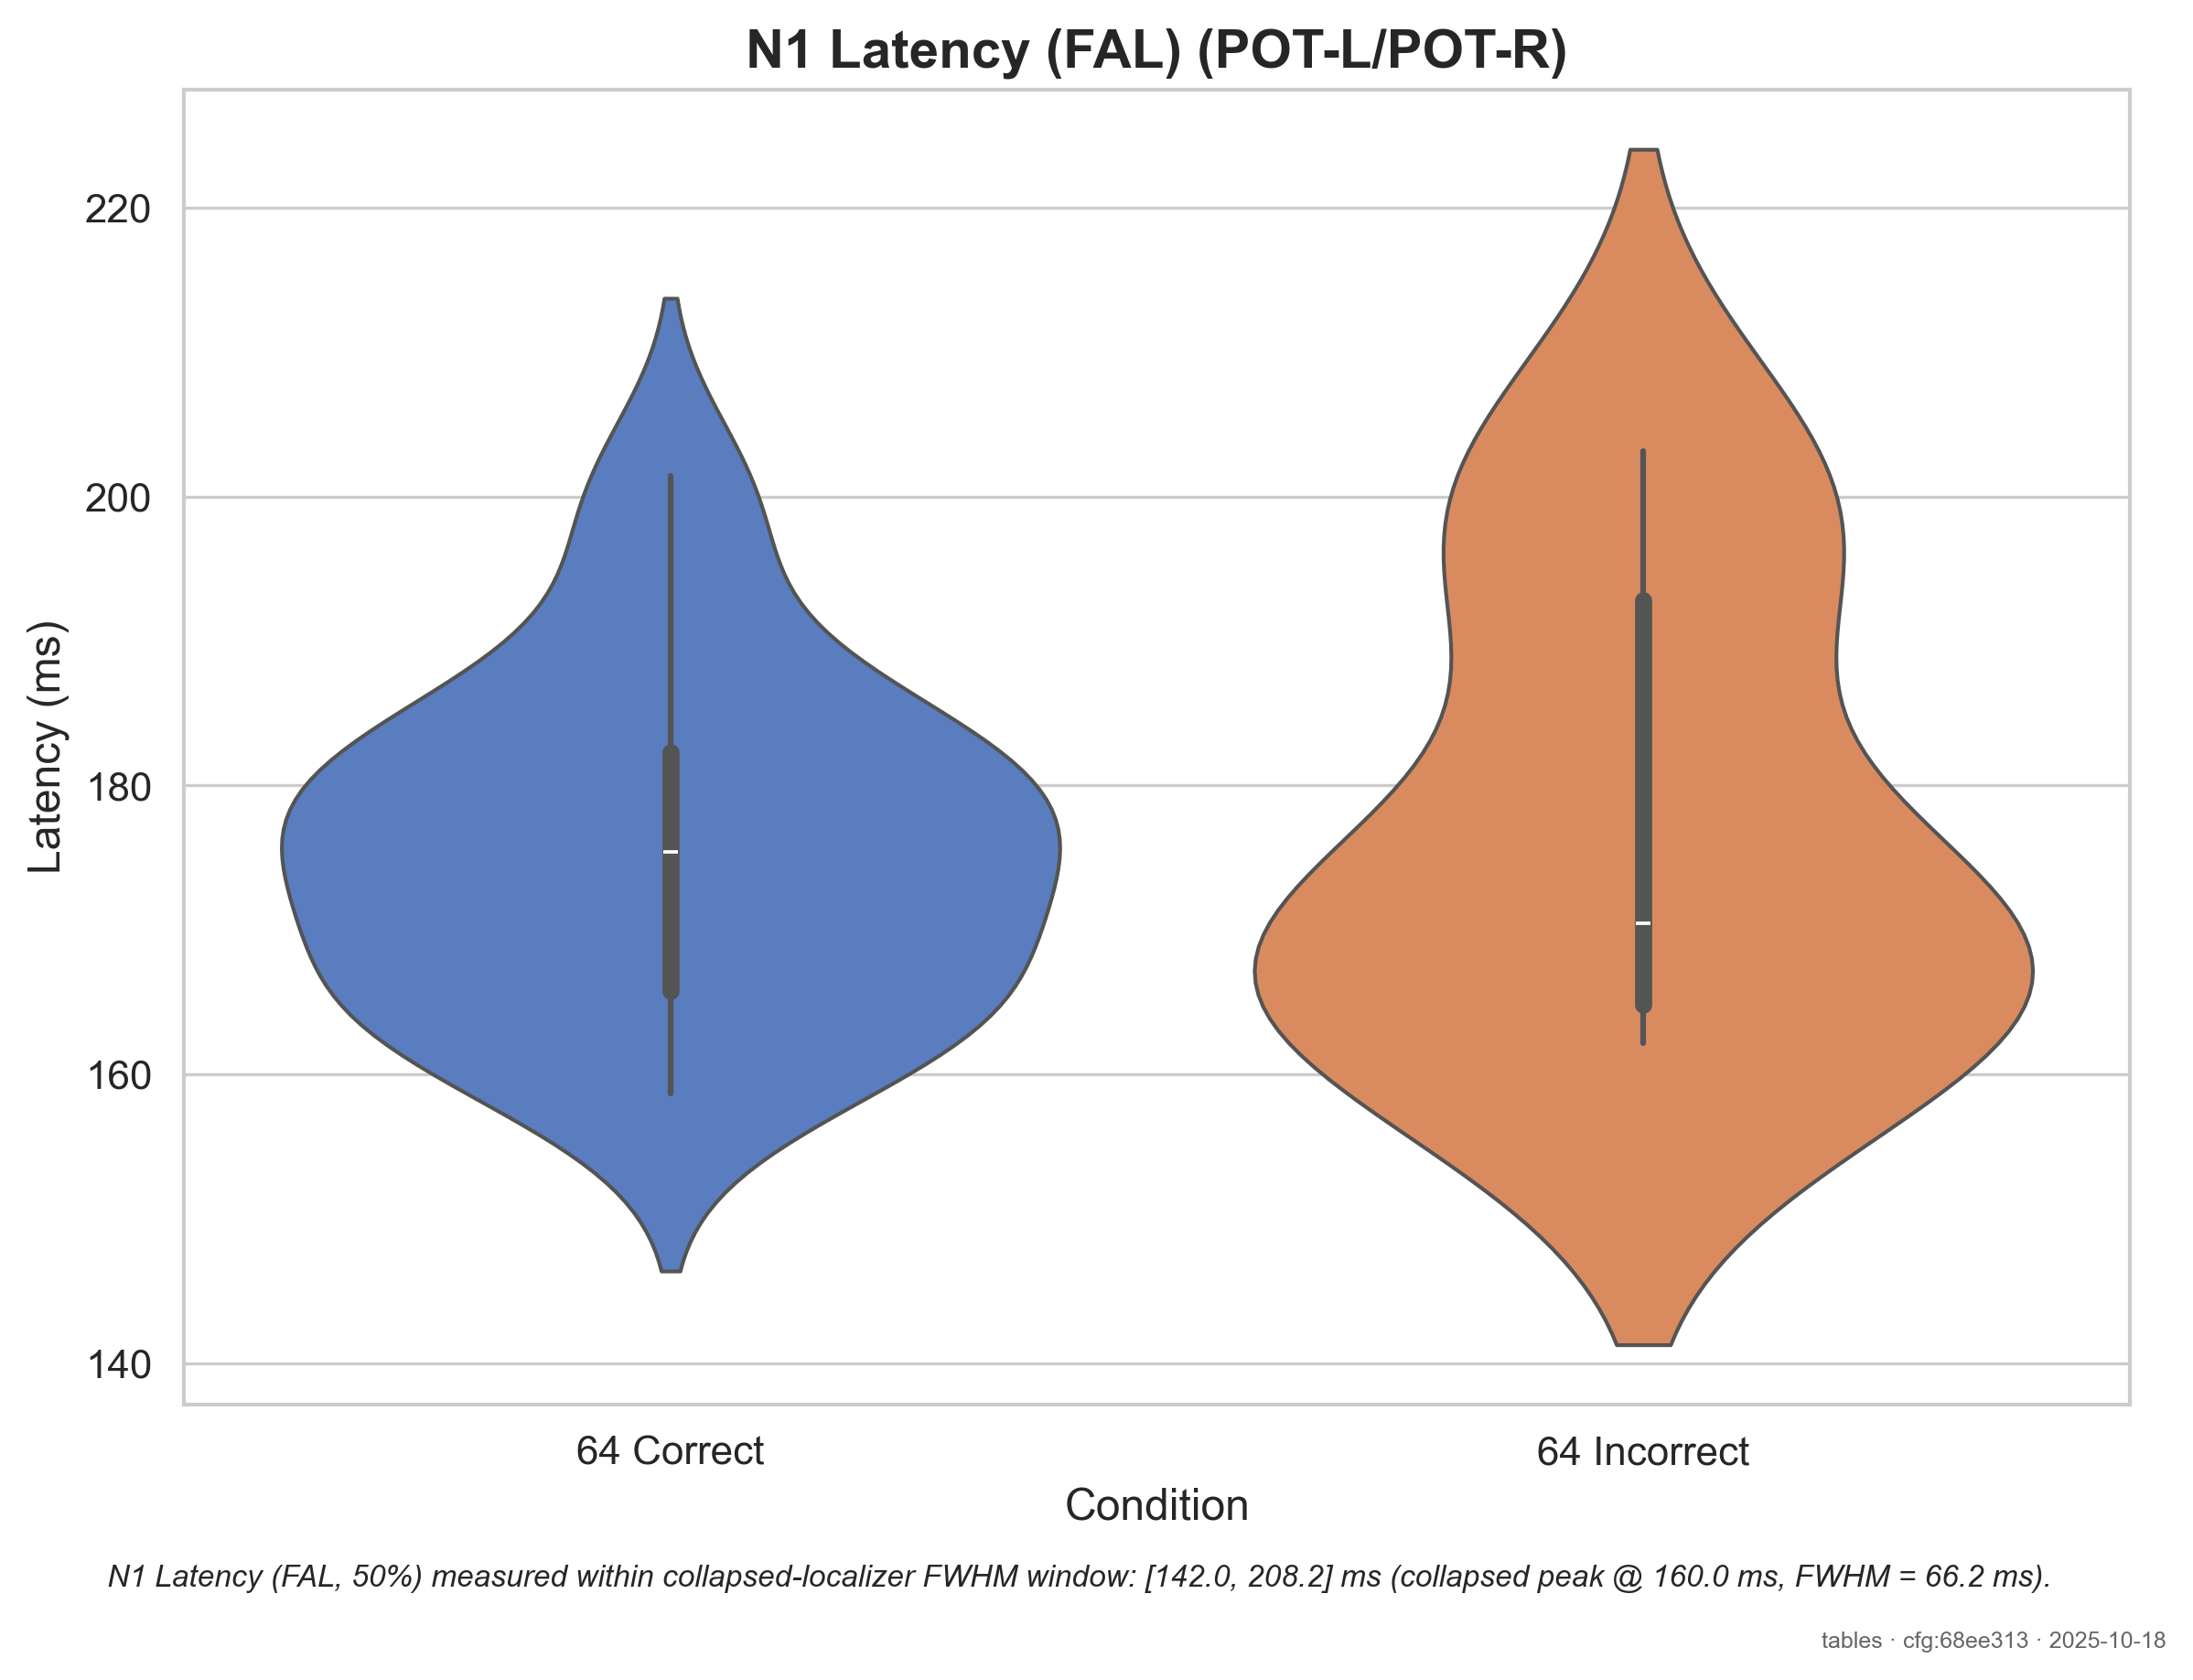 N1 Latency (FAL) (POT-L/POT-R)
Latency (ms)
220
200
180
160
140
64 Correct
64 Incorrect
Condition
N1 Latency (FAL, 50%) measured within collapsed-localizer FWHM window: [142.0, 208.2] ms (collapsed peak @ 160.0 ms, FWHM = 66.2 ms).
tables · cfg:68ee313 · 2025-10-18